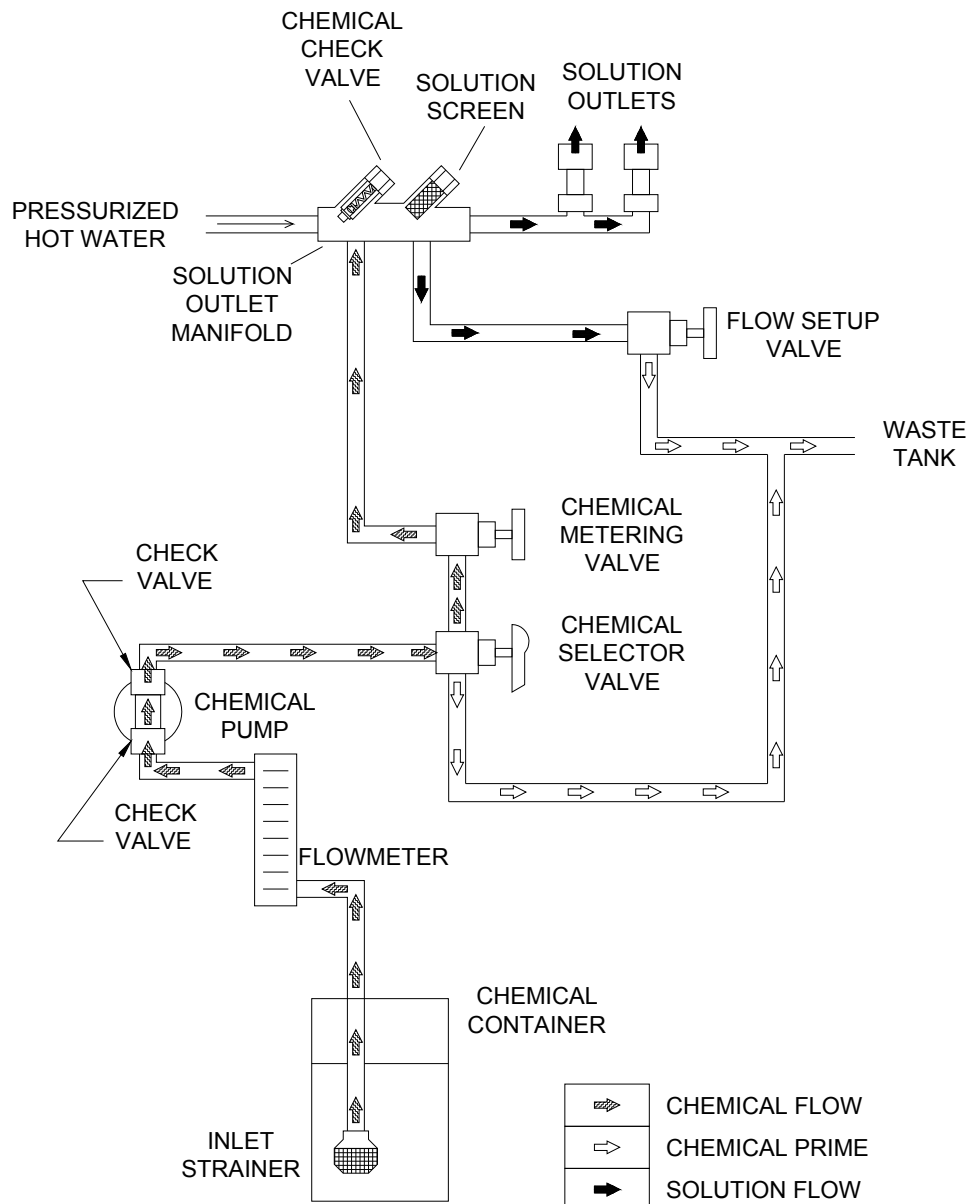 CHEMICAL
CHECK
VALVE
SOLUTION
SCREEN
SOLUTION
OUTLETS
PRESSURIZED
HOT WATER
SOLUTION
OUTLET
MANIFOLD
FLOW SETUP
VALVE
WASTE
TANK
CHEMICAL
METERING
VALVE
CHECK
VALVE
CHEMICAL
SELECTOR
VALVE
CHEMICAL
PUMP
CHECK
VALVE
FLOWMETER
CHEMICAL
CONTAINER
INLET
STRAINER
CHEMICAL FLOW
CHEMICAL PRIME
SOLUTION FLOW